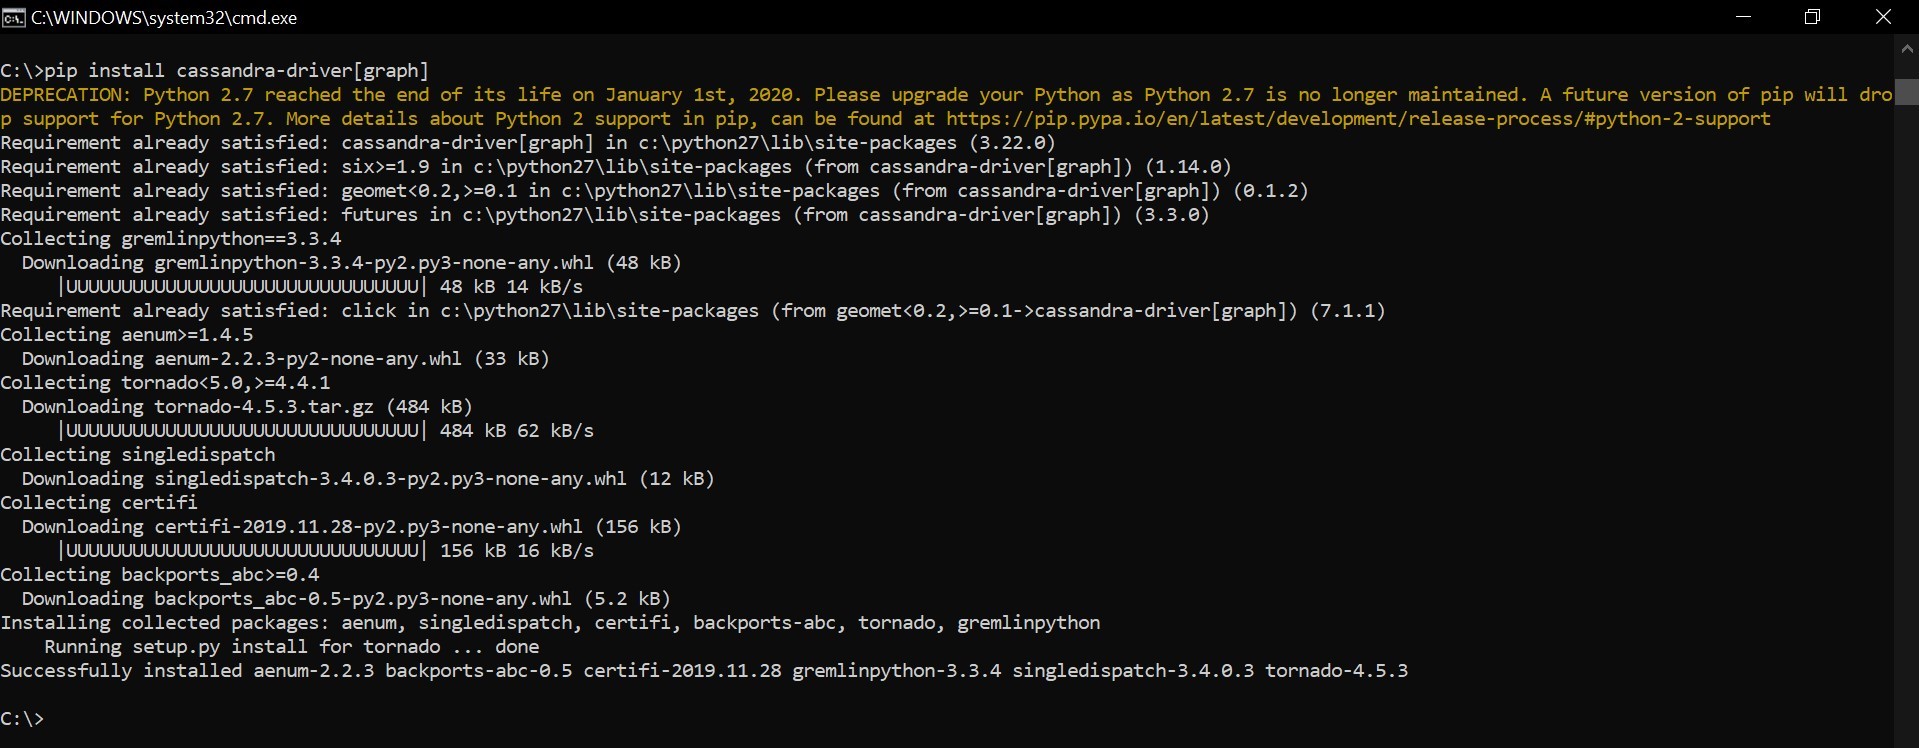 C:\WINDOWS\system32\cmd.exe
C:\>pip install cassandra-driver[graph]
DEPRECATION: Python 2.7 reached the end of its life on January 1st, 2020. Please upgrade your Python as Python 2.7 is no longer maintained. A future version of pip will dro
p support for Python 2.7. More details about Python 2 support in pip, can be found at https://pip.pypa.io/en/latest/development/release-process/#python-2-support
Requirement already satisfied: cassandra-driver[graph] in c:\python27\lib\site-packages (3.22.0)
Requirement already satisfied: six>=1.9 in c:\python27\lib\site-packages (from cassandra-driver[graph]) (1.14.0)
Requirement already satisfied: geomet<0.2,>=0.1 in c:\python27\lib\site-packages (from cassandra-driver[graph]) (0.1.2)
Requirement already satisfied: futures in c:\python27\lib\site-packages (from cassandra-driver[graph]) (3.3.0)
Collecting gremlinpython==3.3.4
  Downloading gremlinpython-3.3.4-py2.py3-none-any.whl (48 kB)
     |UUUUUUUUUUUUUUUUUUUUUUUUUUUUUUUU| 48 kB 14 kB/s
Requirement already satisfied: click in c:\python27\lib\site-packages (from geomet<0.2,>=0.1->cassandra-driver[graph]) (7.1.1)
Collecting aenum>=1.4.5
  Downloading aenum-2.2.3-py2-none-any.whl (33 kB)
Collecting tornado<5.0,>=4.4.1
  Downloading tornado-4.5.3.tar.gz (484 kB)
     |UUUUUUUUUUUUUUUUUUUUUUUUUUUUUUUU| 484 kB 62 kB/s
Collecting singledispatch
  Downloading singledispatch-3.4.0.3-py2.py3-none-any.whl (12 kB)
Collecting certifi
  Downloading certifi-2019.11.28-py2.py3-none-any.whl (156 kB)
     |UUUUUUUUUUUUUUUUUUUUUUUUUUUUUUUU| 156 kB 16 kB/s
Collecting backports_abc>=0.4
  Downloading backports_abc-0.5-py2.py3-none-any.whl (5.2 kB)
Installing collected packages: aenum, singledispatch, certifi, backports-abc, tornado, gremlinpython
    Running setup.py install for tornado ... done
Successfully installed aenum-2.2.3 backports-abc-0.5 certifi-2019.11.28 gremlinpython-3.3.4 singledispatch-3.4.0.3 tornado-4.5.3
C:\>